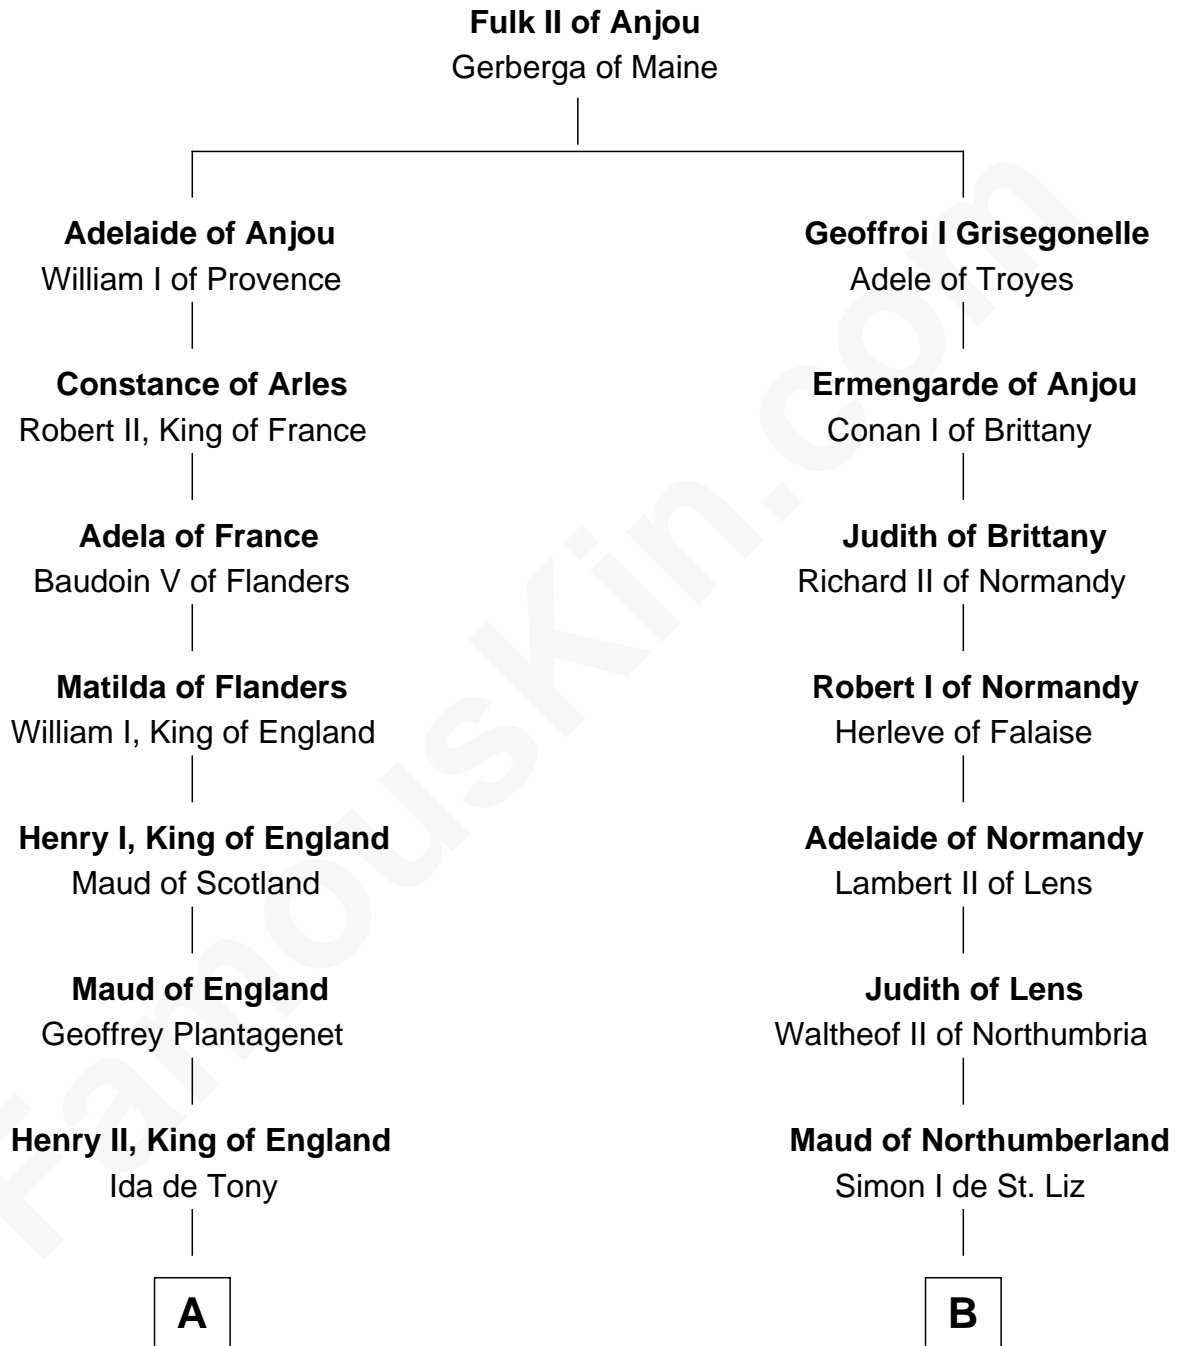 Fulk II of Anjou
Gerberga of Maine
Adelaide of Anjou
William I of Provence
Geoffroi I Grisegonelle
Adele of Troyes
Constance of Arles
Robert II, King of France
Ermengarde of Anjou
Conan I of Brittany
Adela of France
Baudoin V of Flanders
Judith of Brittany
Richard II of Normandy
Matilda of Flanders
William I, King of England
Robert I of Normandy
Herleve of Falaise
Henry I, King of England
Maud of Scotland
Adelaide of Normandy
Lambert II of Lens
Maud of England
Geoffrey Plantagenet
Judith of Lens
Waltheof II of Northumbria
Henry II, King of England
Ida de Tony
Maud of Northumberland
Simon I de St. Liz
A
B
FamousKin.com